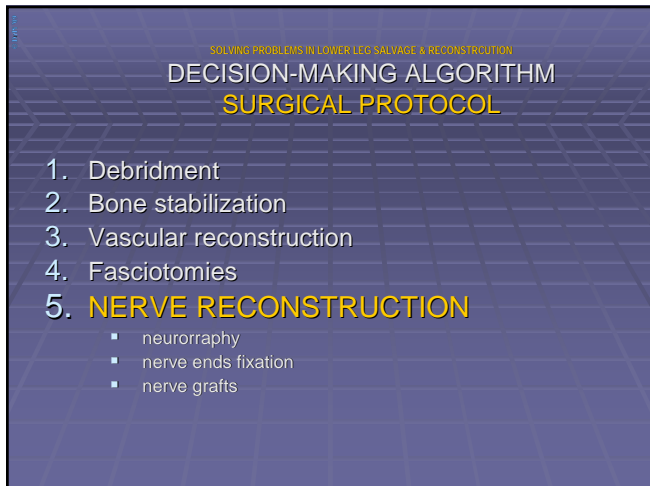 SOLVING PROBLEMS IN LOWER LEG SALVAGE & RECONSTRCUTION
DECISION-MAKING ALGORITHM
SURGICAL PROTOCOL
1. Debridment
2. Bone stabilization
3. Vascular reconstruction
4. Fasciotomies
5. NERVE RECONSTRUCTION
▪ neurorraphy
▪ nerve ends fixation
▪ nerve grafts